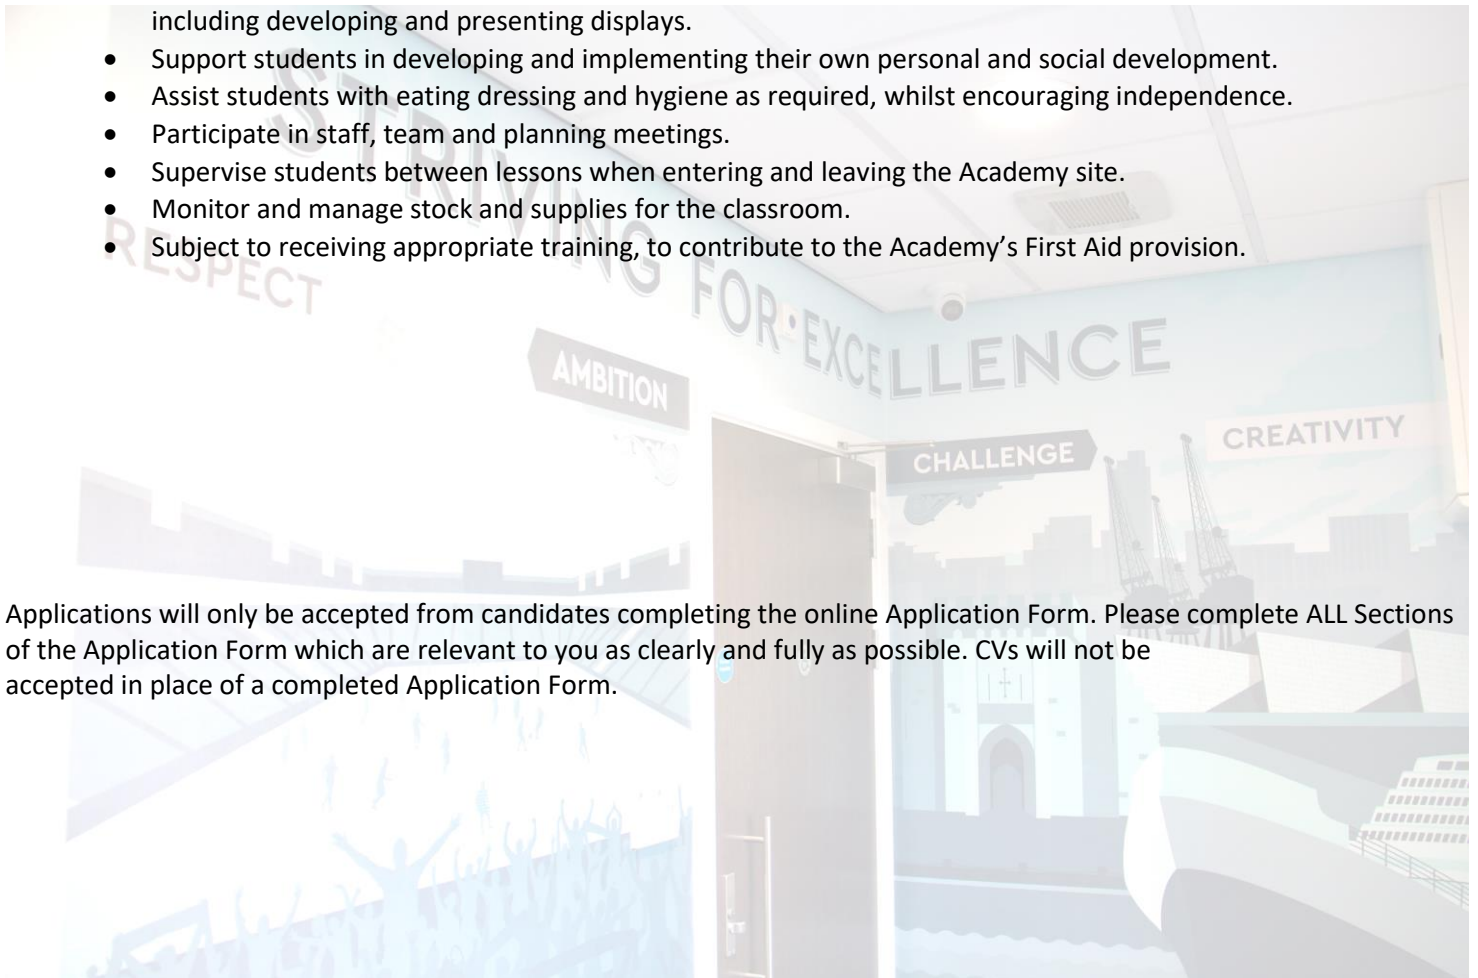 including developing and presenting displays.
• Support students in developing and implementing their own personal and social development.
• Assist students with eating dressing and hygiene as required, whilst encouraging independence.
• Participate in staff, team and planning meetings.
• Supervise students between lessons when entering and leaving the Academy site.
• Monitor and manage stock and supplies for the classroom.
• Subject to receiving appropriate training, to contribute to the Academy’s First Aid provision.
STRIVING FOR EXCELLENCE
RESPECT
AMBITION
CHALLENGE
CREATIVITY
Applications will only be accepted from candidates completing the online Application Form. Please complete ALL Sections
of the Application Form which are relevant to you as clearly and fully as possible. CVs will not be
accepted in place of a completed Application Form.